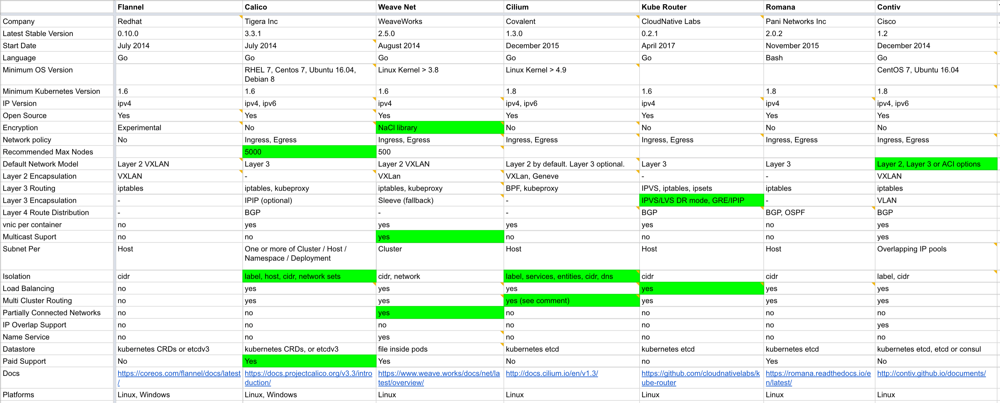 Flannel Calico Weave Net Cilium Kube Router Romana Contiv
Company Redhat Tigera Inc WeaveWorks Covalent CloudNative Labs Pani Networks Inc Cisco
Latest Stable Version 0.10.0 3.3.1 2.5.0 1.3.0 0.2.1 2.0.2 1.2
Start Date July 2014 July 2014 August 2014 December 2015 April 2017 November 2015 December 2014
Language Go Go Go Go Go Bash Go
Minimum OS Version RHEL 7, Centos 7, Ubuntu 16.04, Linux Kernel > 3.8 Linux Kernel > 4.9 CentOS 7, Ubuntu 16.04
Debian 8
Minimum Kubernetes Version 1.6 1.6 1.6 1.8 1.6 1.8 1.8
IP Version ipv4 ipv4, ipv6 ipv4 ipv4, ipv6 ipv4 ipv4 ipv4, ipv6
Open Source Yes Yes Yes Yes Yes Yes Yes
Encryption Experimental No NaCl library No No No No
Network policy No Ingress, Egress Ingress, Egress Ingress, Egress Ingress, Egress Ingress, Egress Ingress, Egress
Recommended Max Nodes 5000 500
Default Network Model Layer 2 VXLAN Layer 3 Layer 2 VXLAN Layer 2 by default. Layer 3 optional. Layer 3 Layer 3 Layer 2, Layer 3 or ACI options
Layer 2 Encapsulation VXLAN - VXLan VXLan, Geneve - - VXLAN
Layer 3 Routing iptables iptables, kubeproxy iptables, kubeproxy BPF, kubeproxy IPVS, iptables, ipsets iptables iptables
Layer 3 Encapsulation - IPIP (optional) Sleeve (fallback) - IPVS/LVS DR mode, GRE/IPIP - VLAN
Layer 4 Route Distribution - BGP - - BGP BGP, OSPF BGP
vnic per container no yes yes yes yes no yes
Multicast Suport no no yes no no no yes
Subnet Per Host One or more of Cluster / Host / Cluster Host Host Host Overlapping IP pools
Namespace / Deployment
Isolation cidr label, host, cidr, network sets cidr, network label, services, entities, cidr, dns cidr cidr label, cidr
Load Balancing no yes yes yes yes yes yes
Multi Cluster Routing no yes yes yes (see comment) yes yes yes
Partially Connected Networks no no yes no no no no
IP Overlap Support no no no no no no yes
Name Service no no yes no no no no
Datastore kubernetes CRDs or etcdv3 kubernetes CRDs, or etcdv3 file inside pods kubernetes etcd kubernetes etcd kubernetes etcd kubernetes etcd, etcd or consul
Paid Support No Yes Yes No no Yes No
Docs https://coreos.com/flannel/docs/latest https://docs.projectcalico.org/v3.3/intro https://www.weave.works/docs/net/la http://docs.cilium.io/en/v1.3/ https://github.com/cloudnativelabs/k https://romana.readthedocs.io/e http://contiv.github.io/documents/
/ duction/ test/overview/ ube-router n/latest/
Platforms Linux, Windows Linux, Windows Linux Linux Linux Linux Linux